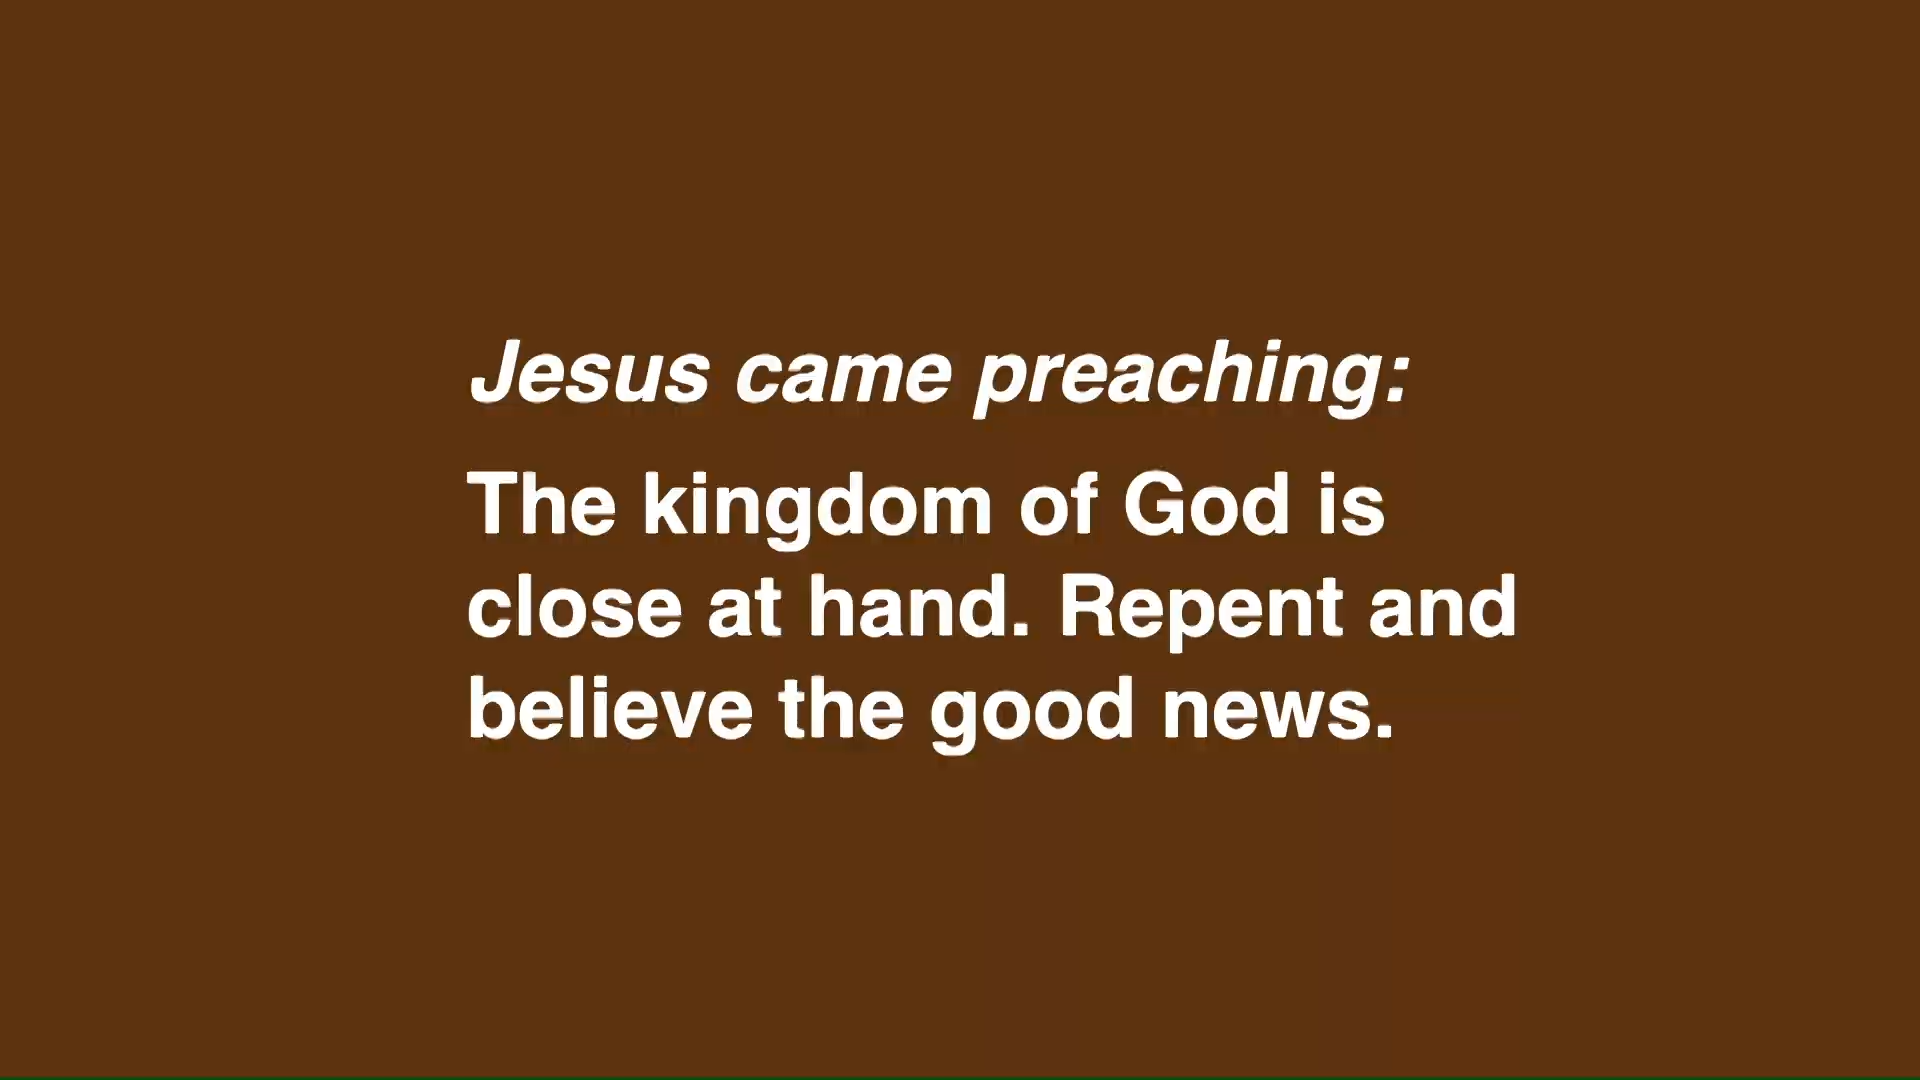 Jesus came preaching:
The kingdom of God is
close at hand. Repent and
believe the good news.